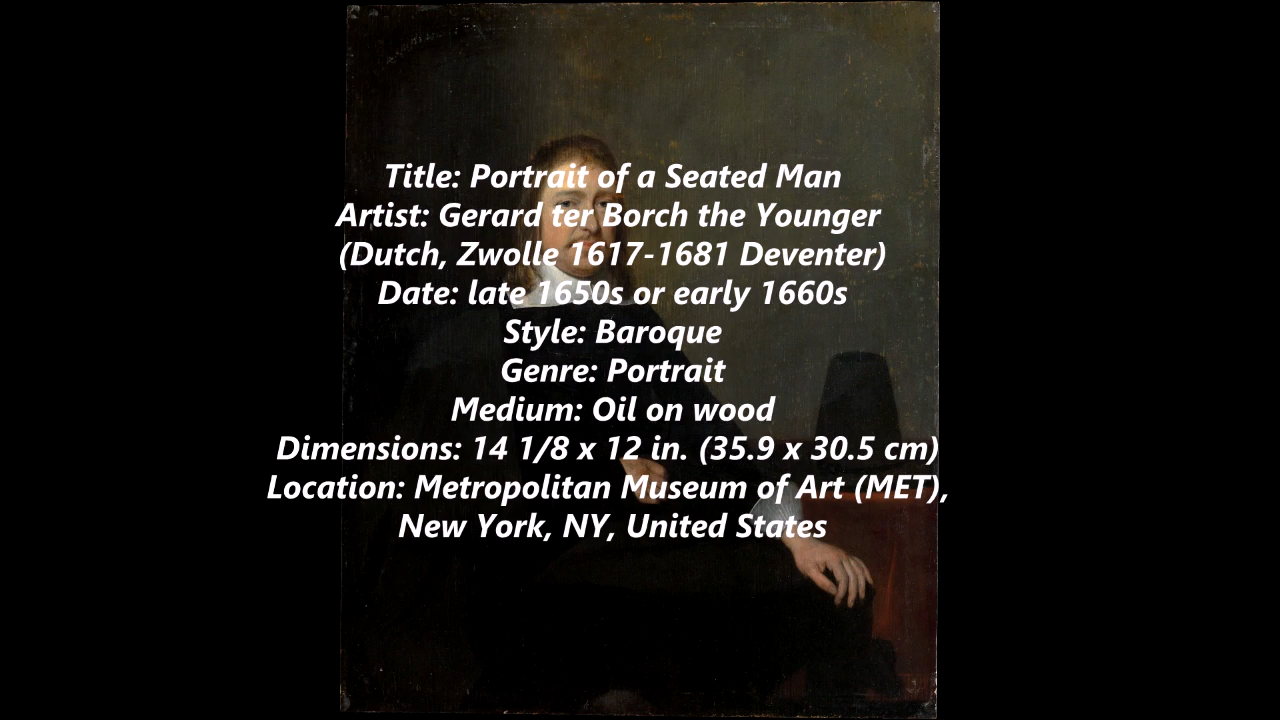 Title: Portrait of a Seated Man
Artist: Gerard ter Borch the Younger
(Dutch, Zwolle 1617-1681 Deventer)
Date: late 1650s or early 1660s
Style: Baroque
Genre: Portrait
Medium: Oil on wood
Dimensions: 14 1/8 x 12 in. (35.9 x 30.5 cm)
Location: Metropolitan Museum of Art (MET),
New York, NY, United States